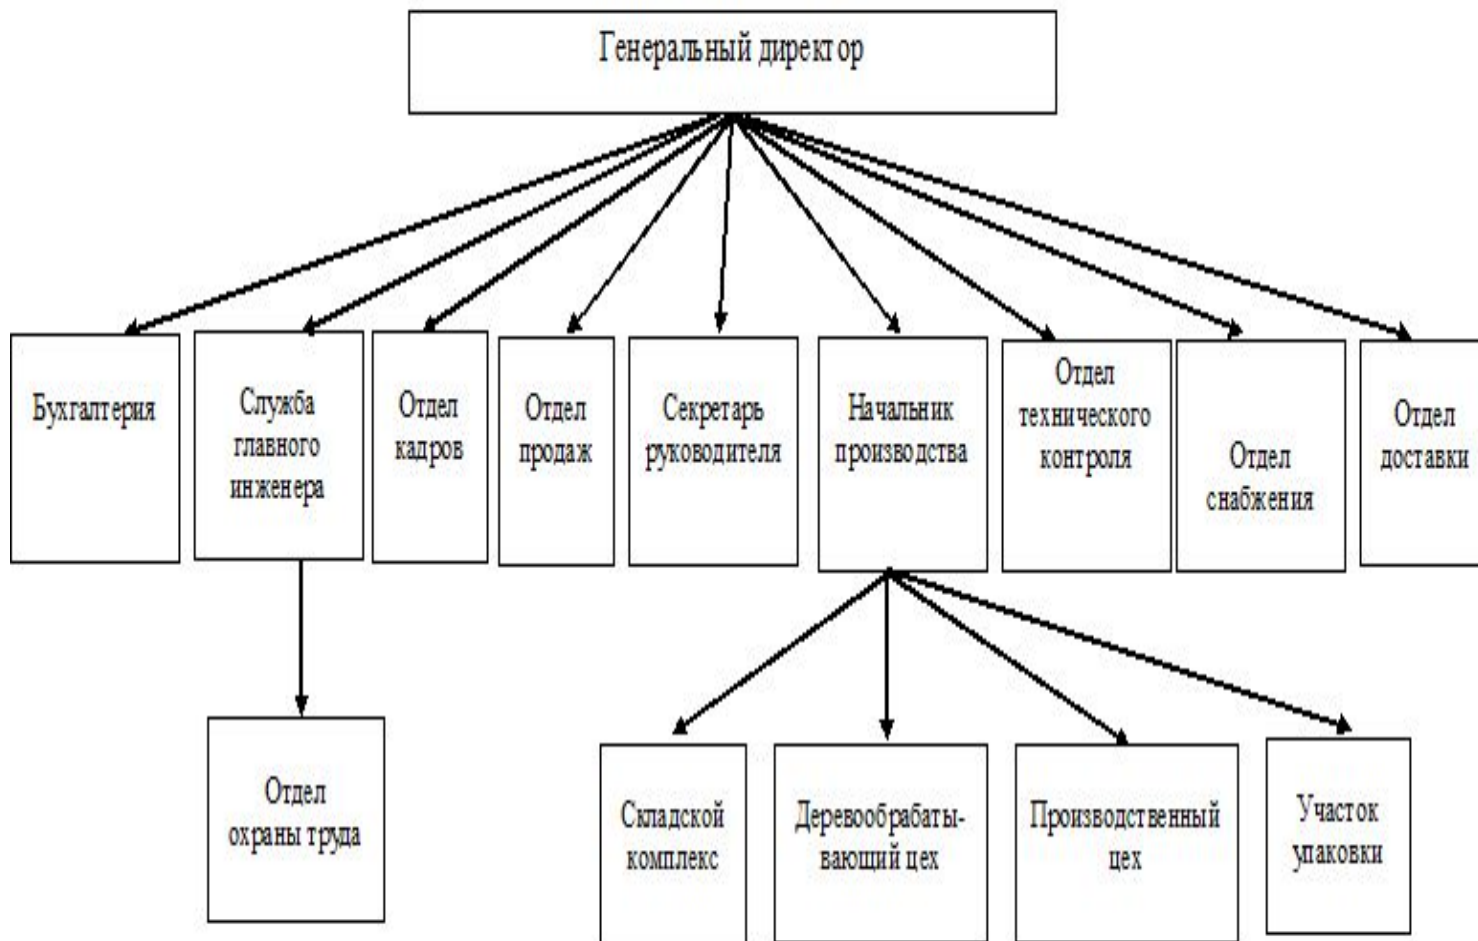 Генеральный директор
Бухгалтерия
Служба
главного
инженера
Отдел
кадров
Отдел
продаж
Секретарь
руководителя
Начальник
производства
Отдел
технического
контроля
Отдел
снабжения
Отдел
доставки
Отдел
охраны труда
Складской
комплекс
Деревообрабаты-
вающий цех
Производственный
цех
Участок
упаковки